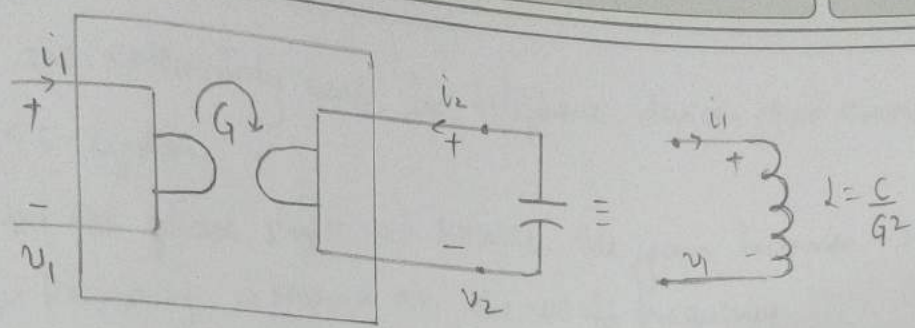 i1
+
-
v1
G
i2
+
-
v2
≡
i1
+
-
v1
L = C/G2